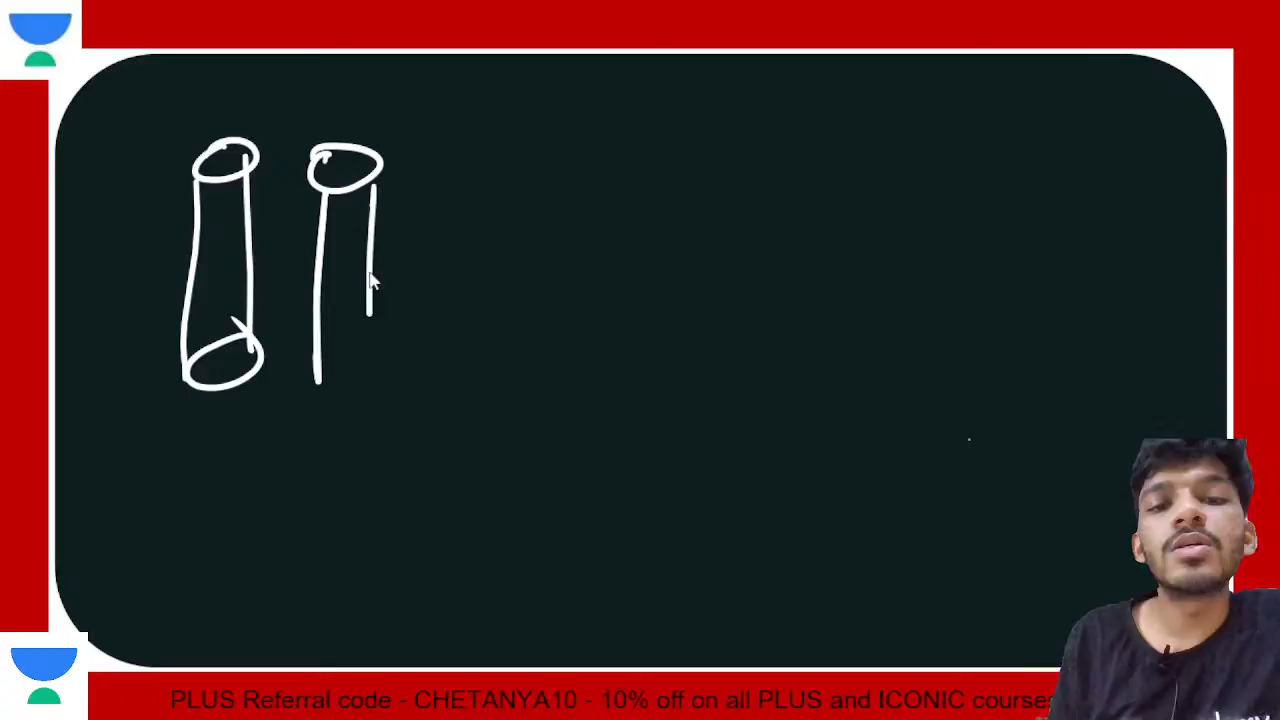 PLUS Referral code - CHETANYA10 - 10% off on all PLUS and ICONIC courses